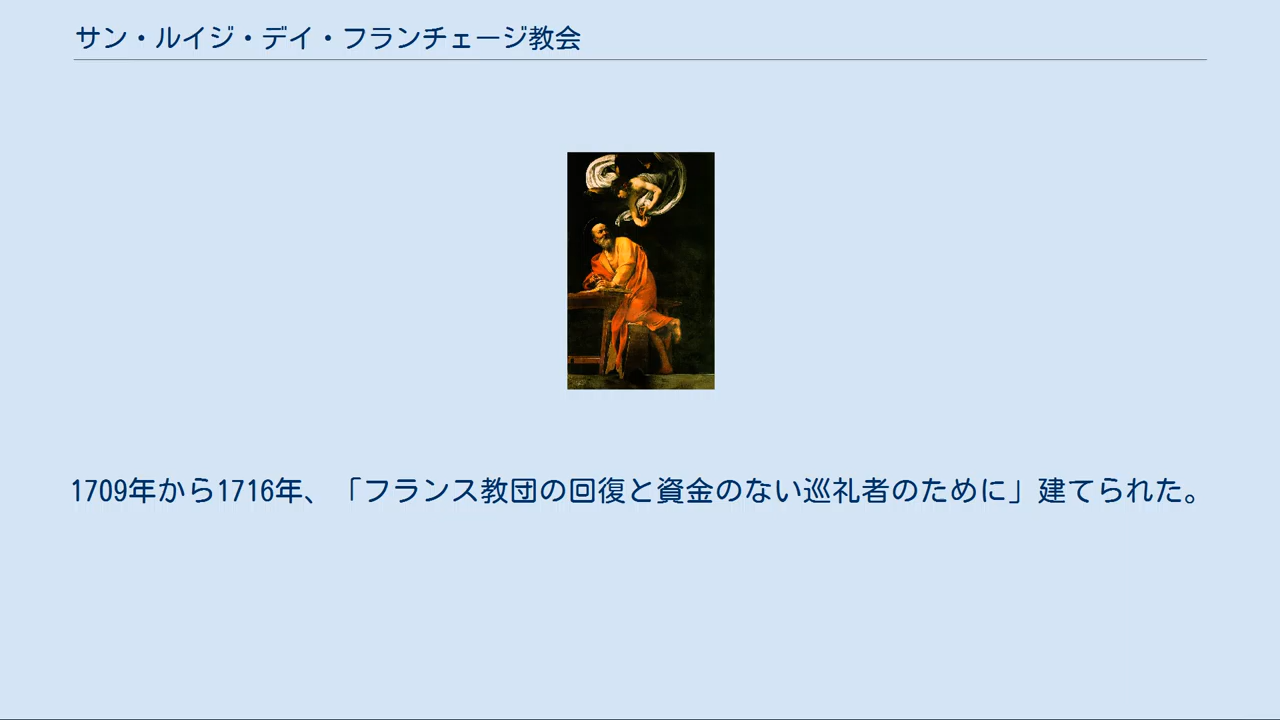 サン・ルイジ・デイ・フランチェージ教会
1709年から1716年、「フランス教団の回復と資金のない巡礼者のために」建てられた。